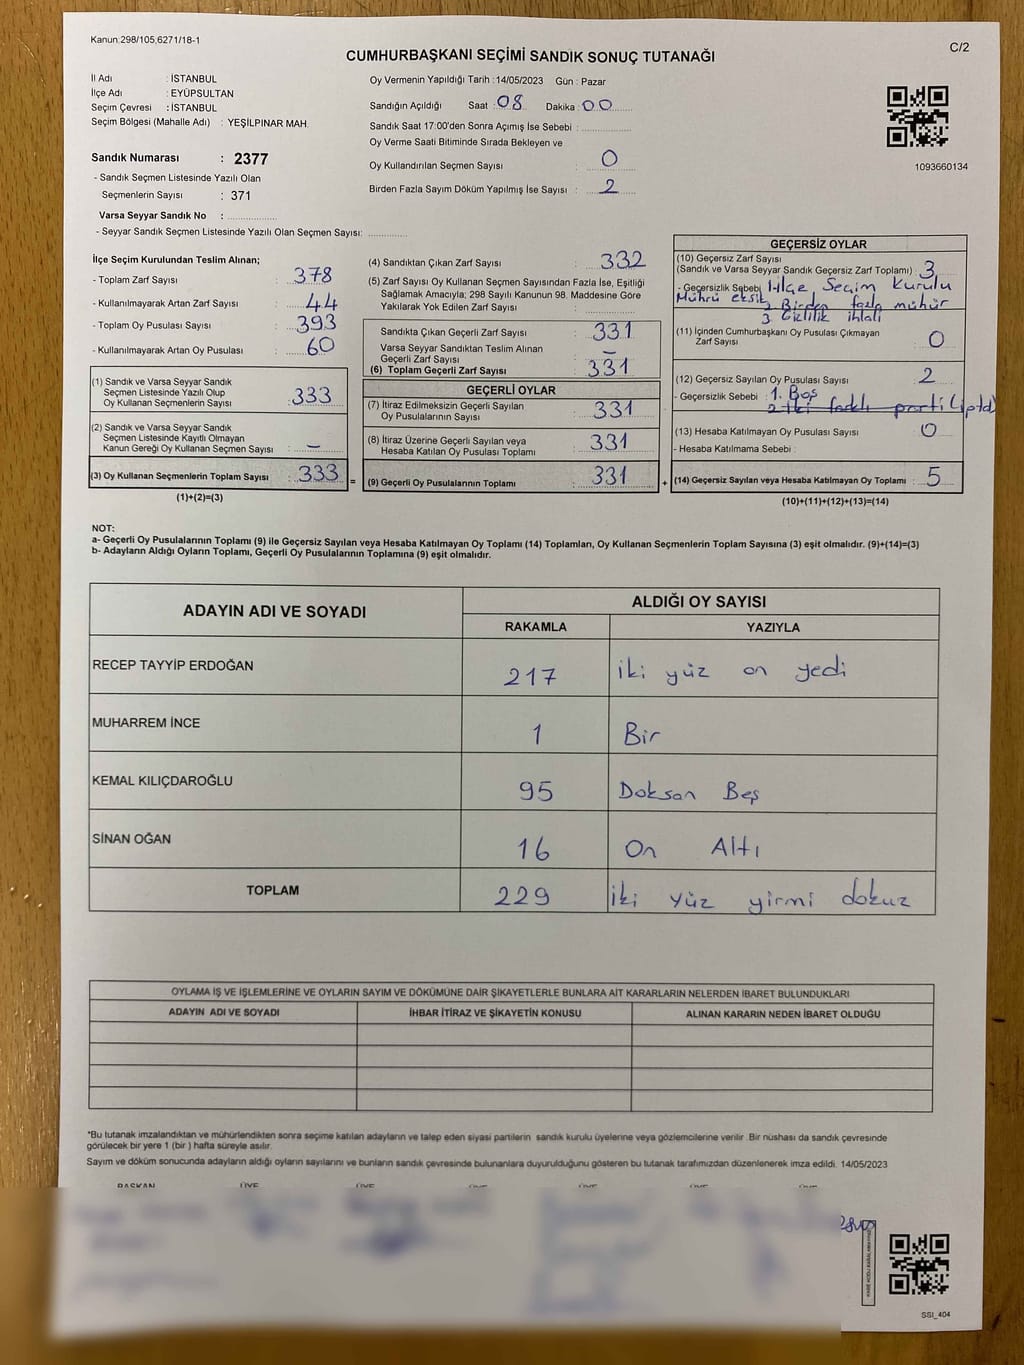 Kanun:298/105,6271/18-1
C/2
CUMHURBAŞKANI SEÇİMİ SANDIK SONUÇ TUTANAĞI
İl Adı : İSTANBUL
İlçe Adı : EYÜPSULTAN
Seçim Çevresi : İSTANBUL
Seçim Bölgesi (Mahalle Adı) : YEŞİLPINAR MAH.
Sandık Numarası : 2377
- Sandık Seçmen Listesinde Yazılı Olan
Seçmenlerin Sayısı : 371
Varsa Seyyar Sandık No :
- Seyyar Sandık Seçmen Listesinde Yazılı Olan Seçmen Sayısı:
Oy Vermenin Yapıldığı Tarih :14/05/2023 Gün : Pazar
Sandığın Açıldığı Saat : 08 Dakika : 00
Sandık Saat 17:00'den Sonra Açımış İse Sebebi :
Oy Verme Saati Bitiminde Sırada Bekleyen ve
Oy Kullandırılan Seçmen Sayısı : 0
Birden Fazla Sayım Döküm Yapılmış İse Sayısı : 2
1093660134
İlçe Seçim Kurulundan Teslim Alınan;
- Toplam Zarf Sayısı : 378
- Kullanılmayarak Artan Zarf Sayısı : 44
- Toplam Oy Pusulası Sayısı : 393
- Kullanılmayarak Artan Oy Pusulası : 60
(1) Sandık ve Varsa Seyyar Sandık
Seçmen Listesinde Yazılı Olup
Oy Kullanan Seçmenlerin Sayısı : 333
(2) Sandık ve Varsa Seyyar Sandık
Seçmen Listesinde Kayıtlı Olmayan
Kanun Gereği Oy Kullanan Seçmen Sayısı : –
(3) Oy Kullanan Seçmenlerin Toplam Sayısı : 333 =
(1)+(2)=(3)
(4) Sandıktan Çıkan Zarf Sayısı : 332
(5) Zarf Sayısı Oy Kullanan Seçmen Sayısından Fazla İse, Eşitliği
Sağlamak Amacıyla; 298 Sayılı Kanunun 98. Maddesine Göre
Yakılarak Yok Edilen Zarf Sayısı :
Sandıkta Çıkan Geçerli Zarf Sayısı : 331
Varsa Seyyar Sandıktan Teslim Alınan
Geçerli Zarf Sayısı : –
(6) Toplam Geçerli Zarf Sayısı : 331
GEÇERLİ OYLAR
(7) İtiraz Edilmeksizin Geçerli Sayılan
Oy Pusulalarının Sayısı : 331
(8) İtiraz Üzerine Geçerli Sayılan veya
Hesaba Katılan Oy Pusulası Toplamı : 331
(9) Geçerli Oy Pusulalarının Toplamı : 331 +
GEÇERSİZ OYLAR
(10) Geçersiz Zarf Sayısı
(Sandık ve Varsa Seyyar Sandık Geçersiz Zarf Toplamı) : 3
- Geçersizlik Sebebi : 1. İlçe Seçim Kurulu
Mührü eksik 2. Birden fazla mühür
3. Gizlilik ihlali
(11) İçinden Cumhurbaşkanı Oy Pusulası Çıkmayan
Zarf Sayısı : 0
(12) Geçersiz Sayılan Oy Pusulası Sayısı : 2
- Geçersizlik Sebebi : 1. Boş
2. İki farklı parti (iptal)
(13) Hesaba Katılmayan Oy Pusulası Sayısı : 0
- Hesaba Katılmama Sebebi :
(14) Geçersiz Sayılan veya Hesaba Katılmayan Oy Toplamı : 5
(10)+(11)+(12)+(13)=(14)
NOT:
a- Geçerli Oy Pusulalarının Toplamı (9) ile Geçersiz Sayılan veya Hesaba Katılmayan Oy Toplamı (14) Toplamları, Oy Kullanan Seçmenlerin Toplam Sayısına (3) eşit olmalıdır. (9)+(14)=(3)
b- Adayların Aldığı Oyların Toplamı, Geçerli Oy Pusulalarının Toplamına (9) eşit olmalıdır.
ADAYIN ADI VE SOYADI ALDIĞI OY SAYISI
RAKAMLA YAZIYLA
RECEP TAYYİP ERDOĞAN 217 iki yüz on yedi
MUHARREM İNCE 1 Bir
KEMAL KILIÇDAROĞLU 95 Doksan Beş
SİNAN OĞAN 16 On Altı
TOPLAM 229 iki yüz yirmi dokuz
OYLAMA İŞ VE İŞLEMLERİNE VE OYLARIN SAYIM VE DÖKÜMÜNE DAİR ŞİKAYETLERLE BUNLARA AİT KARARLARIN NELERDEN İBARET BULUNDUKLARI
ADAYIN ADI VE SOYADI İHBAR İTİRAZ VE ŞİKAYETİN KONUSU ALINAN KARARIN NEDEN İBARET OLDUĞU
*Bu tutanak imzalandıktan ve mühürlendikten sonra seçime katılan adayların ve talep eden siyasi partilerin sandık kurulu üyelerine veya gözlemcilerine verilir. Bir nüshası da sandık çevresinde
görülecek bir yere 1 (bir ) hafta süreyle asılır.
Sayım ve döküm sonucunda adayların aldığı oyların sayılarını ve bunların sandık çevresinde bulunanlara duyurulduğunu gösteren bu tutanak tarafımızdan düzenlenerek imza edildi. 14/05/2023
BAŞKAN ÜYE ÜYE ÜYE ÜYE ÜYE ÜYE
SSI_404